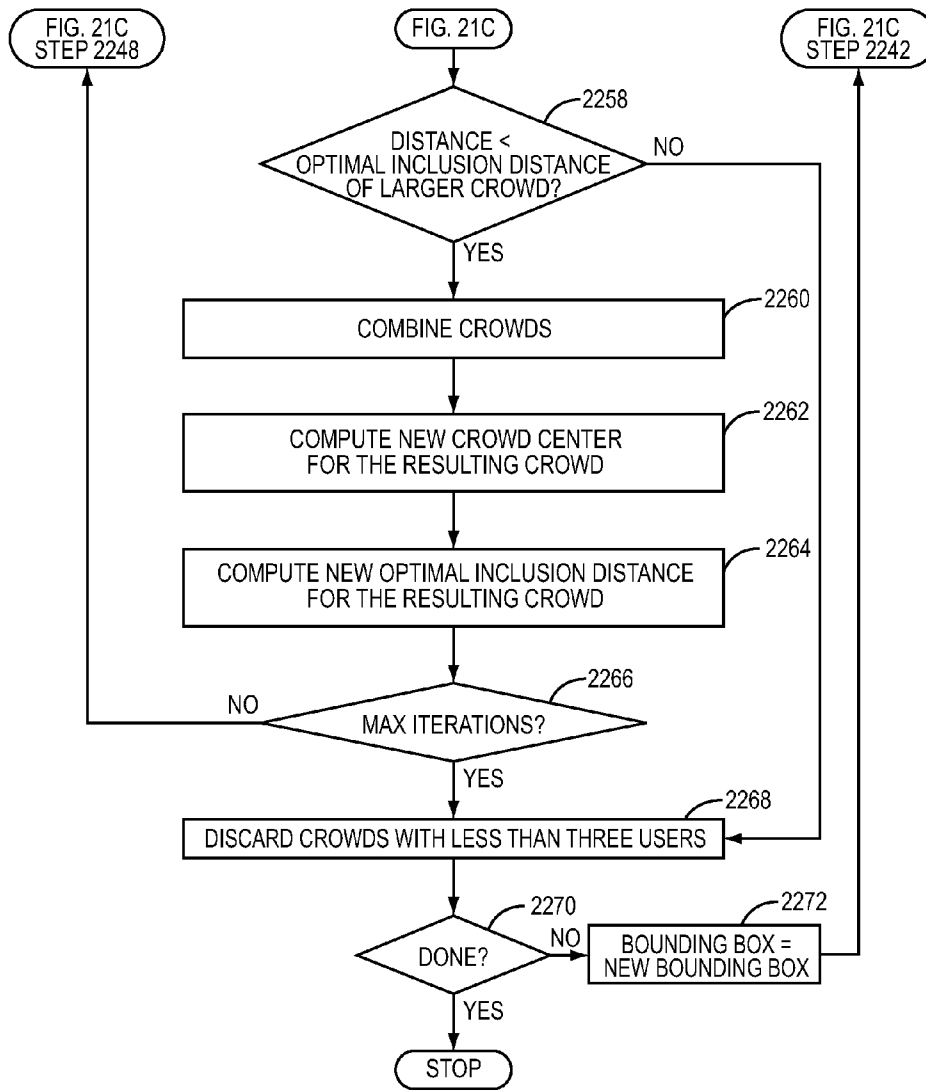 FIG. 21C
STEP 2248
FIG. 21C
FIG. 21C
STEP 2242
2258
DISTANCE <
OPTIMAL INCLUSION DISTANCE
OF LARGER CROWD?
NO
YES
2260
COMBINE CROWDS
2262
COMPUTE NEW CROWD CENTER
FOR THE RESULTING CROWD
2264
COMPUTE NEW OPTIMAL INCLUSION DISTANCE
FOR THE RESULTING CROWD
2266
NO
MAX ITERATIONS?
YES
2268
DISCARD CROWDS WITH LESS THAN THREE USERS
2270
2272
DONE?
NO
BOUNDING BOX =
NEW BOUNDING BOX
YES
STOP